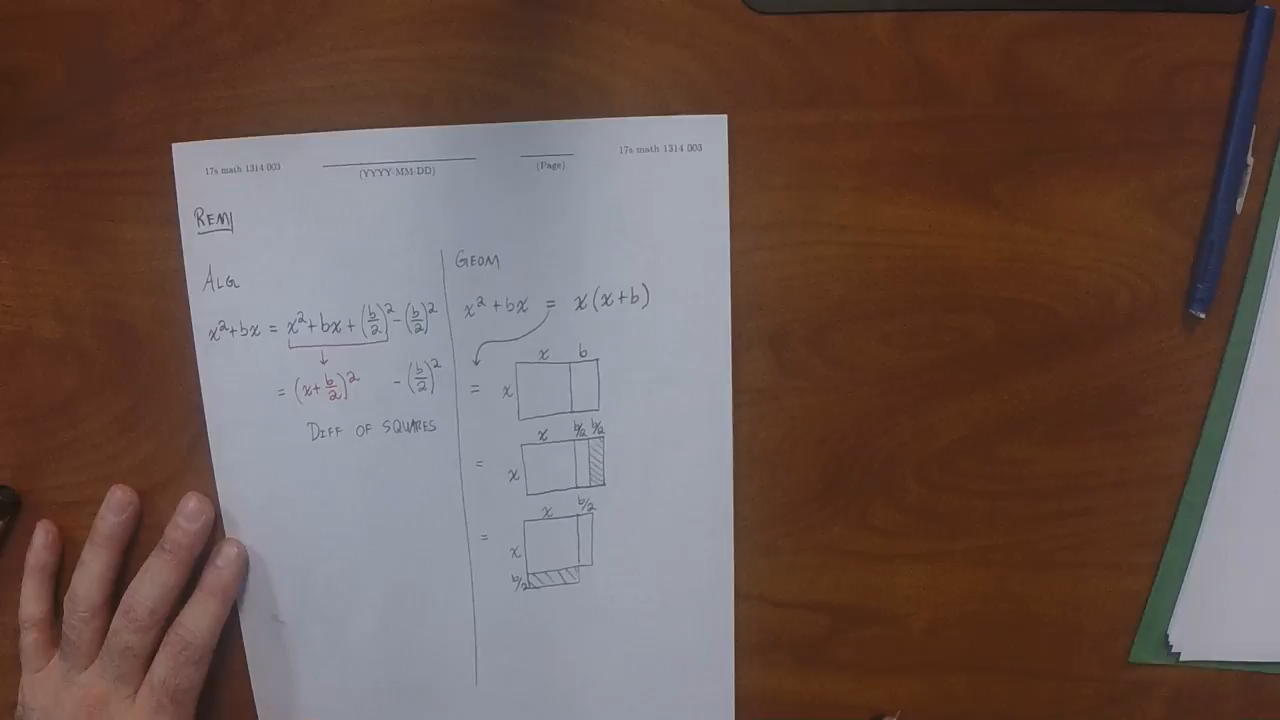 17s math 1314 003
(YYYY-MM-DD)
(Page)
17s math 1314 003
REM
ALG
x²+bx = x²+bx+(b/2)²-(b/2)²
= (x+b/2)² -(b/2)²
DIFF OF SQUARES
GEOM
x²+bx = x(x+b)
=
x b
x
=
x b/2 b/2
x
=
x b/2
x
b/2